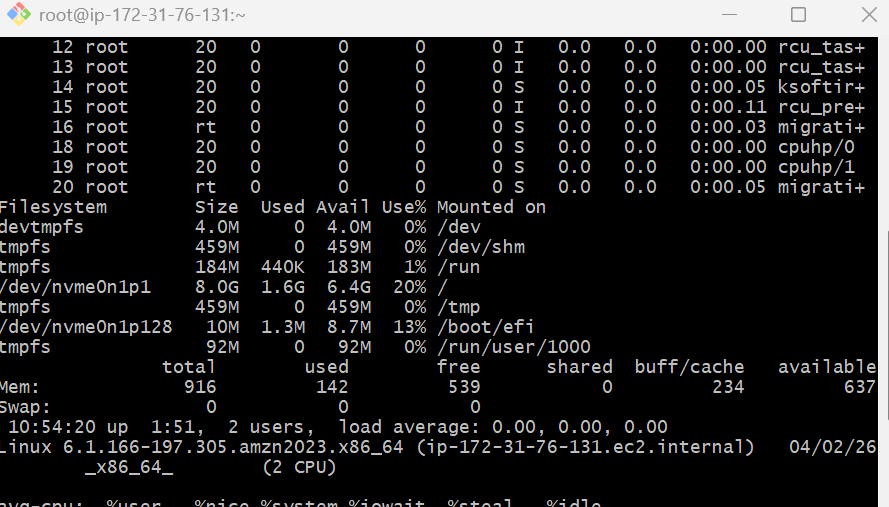 root@ip-172-31-76-131:~
12 root 20 0 0 0 0 I 0.0 0.0 0:00.00 rcu_tas+
13 root 20 0 0 0 0 I 0.0 0.0 0:00.00 rcu_tas+
14 root 20 0 0 0 0 S 0.0 0.0 0:00.05 ksoftir+
15 root 20 0 0 0 0 I 0.0 0.0 0:00.11 rcu_pre+
16 root rt 0 0 0 0 S 0.0 0.0 0:00.03 migrati+
18 root 20 0 0 0 0 S 0.0 0.0 0:00.00 cpuhp/0
19 root 20 0 0 0 0 S 0.0 0.0 0:00.00 cpuhp/1
20 root rt 0 0 0 0 S 0.0 0.0 0:00.05 migrati+
Filesystem Size Used Avail Use% Mounted on
devtmpfs 4.0M 0 4.0M 0% /dev
tmpfs 459M 0 459M 0% /dev/shm
tmpfs 184M 440K 183M 1% /run
/dev/nvme0n1p1 8.0G 1.6G 6.4G 20% /
tmpfs 459M 0 459M 0% /tmp
/dev/nvme0n1p128 10M 1.3M 8.7M 13% /boot/efi
tmpfs 92M 0 92M 0% /run/user/1000
total used free shared buff/cache available
Mem: 916 142 539 0 234 637
Swap: 0 0 0
10:54:20 up 1:51, 2 users, load average: 0.00, 0.00, 0.00
Linux 6.1.166-197.305.amzn2023.x86_64 (ip-172-31-76-131.ec2.internal) 04/02/26
_x86_64_ (2 CPU)
avg-cpu: %user %nice %system %iowait %steal %idle